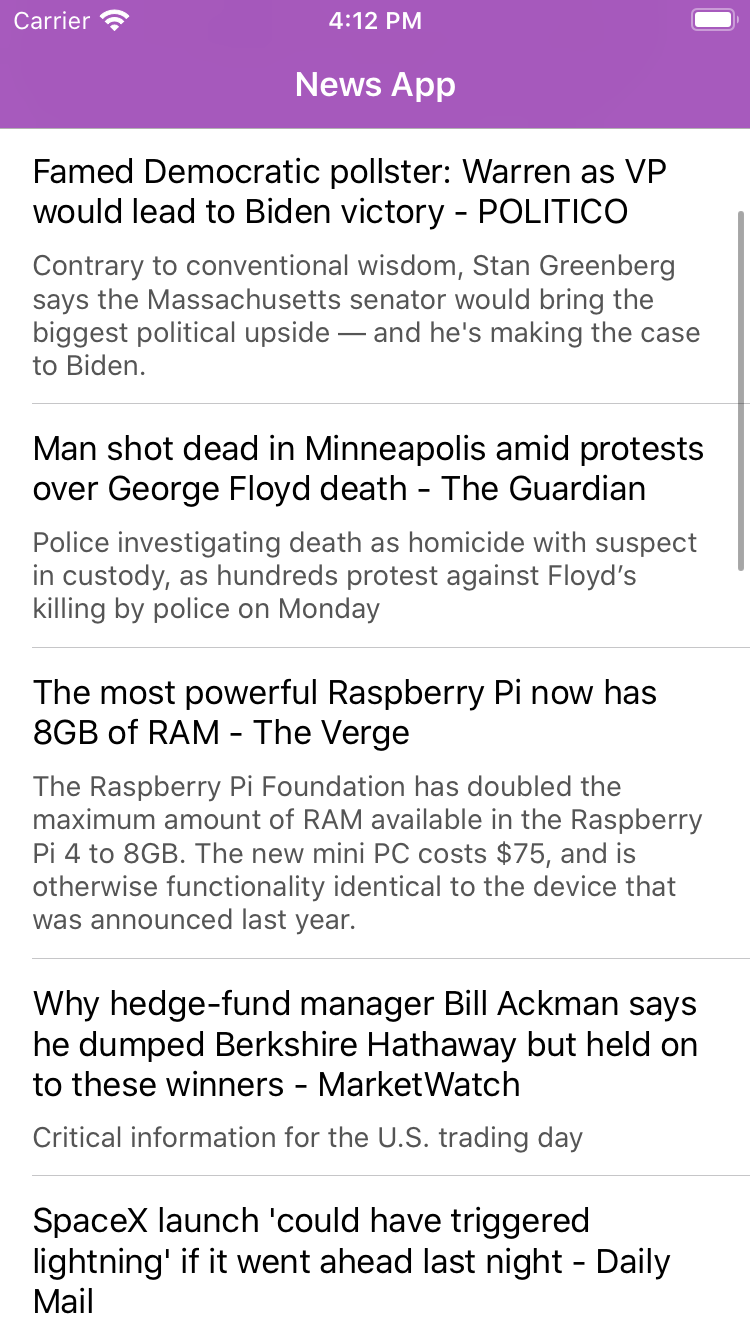 Carrier 4:12 PM
News App
Famed Democratic pollster: Warren as VP
would lead to Biden victory - POLITICO
Contrary to conventional wisdom, Stan Greenberg
says the Massachusetts senator would bring the
biggest political upside — and he's making the case
to Biden.
Man shot dead in Minneapolis amid protests
over George Floyd death - The Guardian
Police investigating death as homicide with suspect
in custody, as hundreds protest against Floyd’s
killing by police on Monday
The most powerful Raspberry Pi now has
8GB of RAM - The Verge
The Raspberry Pi Foundation has doubled the
maximum amount of RAM available in the Raspberry
Pi 4 to 8GB. The new mini PC costs $75, and is
otherwise functionality identical to the device that
was announced last year.
Why hedge-fund manager Bill Ackman says
he dumped Berkshire Hathaway but held on
to these winners - MarketWatch
Critical information for the U.S. trading day
SpaceX launch 'could have triggered
lightning' if it went ahead last night - Daily
Mail